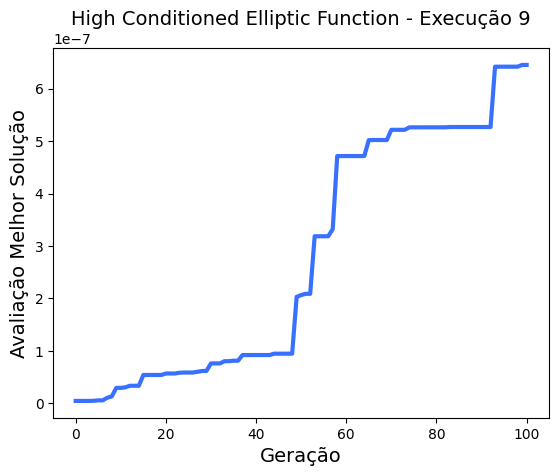 High Conditioned Elliptic Function - Execução 9
1e−7
Avaliação Melhor Solução
6
5
4
3
2
1
0
0 20 40 60 80 100
Geração